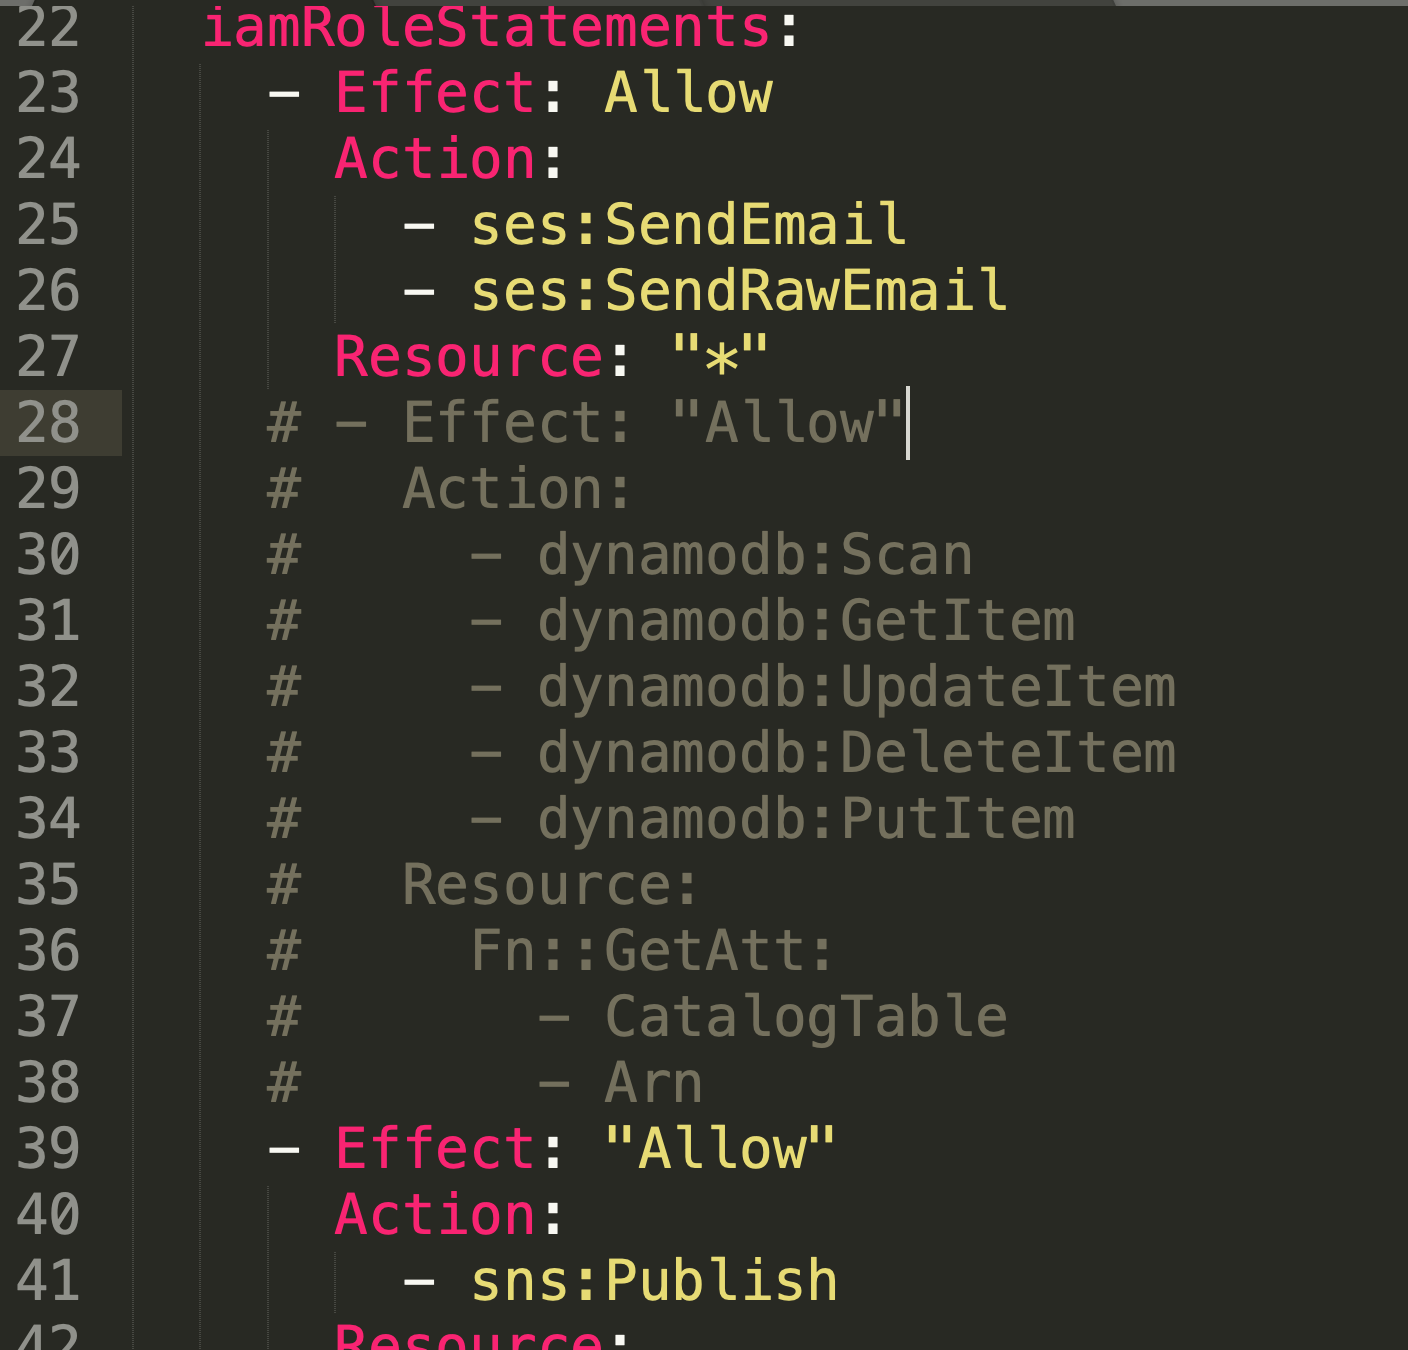 22 iamRoleStatements:
23 - Effect: Allow
24 Action:
25 - ses:SendEmail
26 - ses:SendRawEmail
27 Resource: "*"
28 # - Effect: "Allow"
29 # Action:
30 # - dynamodb:Scan
31 # - dynamodb:GetItem
32 # - dynamodb:UpdateItem
33 # - dynamodb:DeleteItem
34 # - dynamodb:PutItem
35 # Resource:
36 # Fn::GetAtt:
37 # - CatalogTable
38 # - Arn
39 - Effect: "Allow"
40 Action:
41 - sns:Publish
42 Resource: